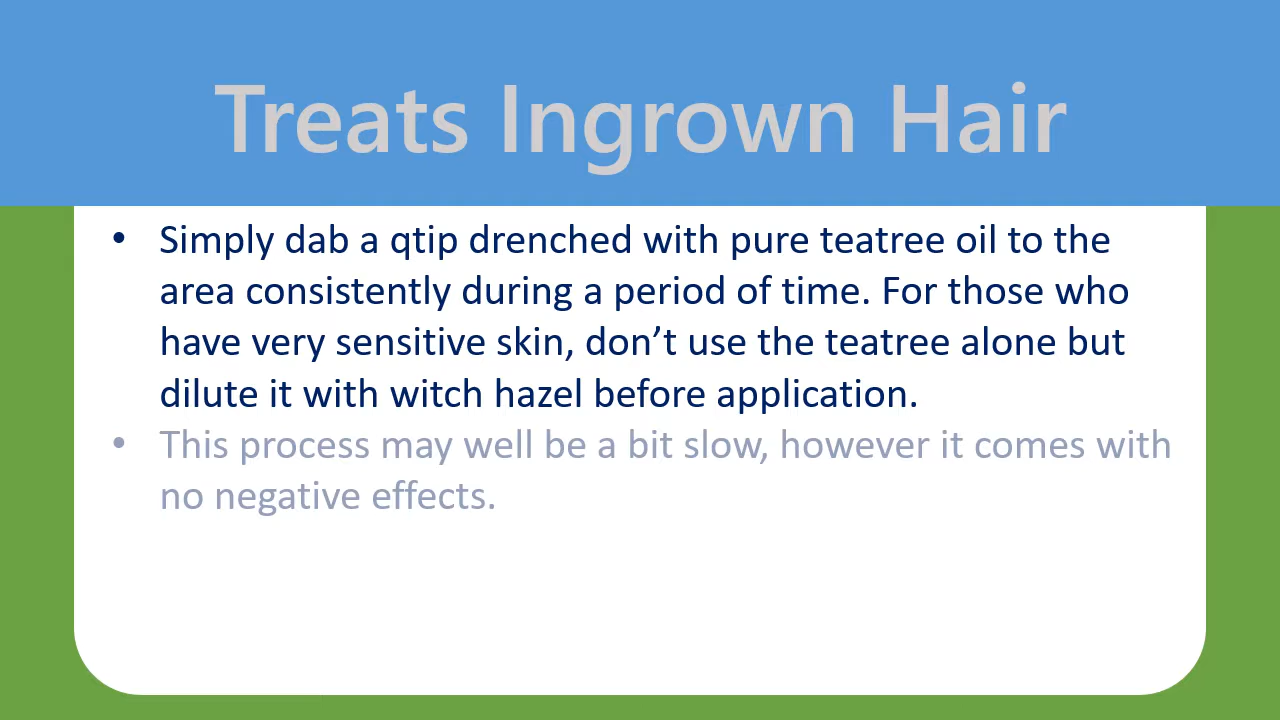 Treats Ingrown Hair
• Simply dab a qtip drenched with pure teatree oil to the
area consistently during a period of time. For those who
have very sensitive skin, don’t use the teatree alone but
dilute it with witch hazel before application.
• This process may well be a bit slow, however it comes with
no negative effects.